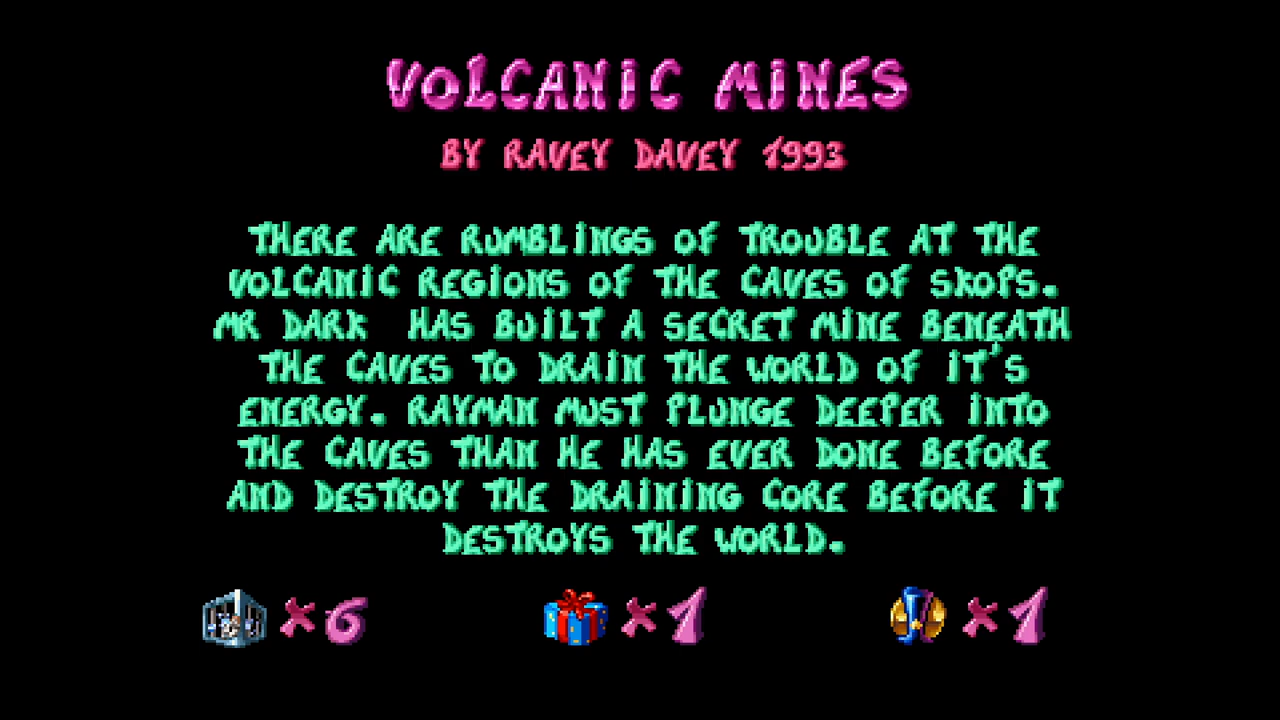 VOLCANIC MINES
BY RAVEY DAVEY 1993
THERE ARE RUMBLINGS OF TROUBLE AT THE
VOLCANIC REGIONS OF THE CAVES OF SKOPS.
MR DARK HAS BUILT A SECRET MINE BENEATH
THE CAVES TO DRAIN THE WORLD OF IT'S
ENERGY. RAYMAN MUST PLUNGE DEEPER INTO
THE CAVES THAN HE HAS EVER DONE BEFORE
AND DESTROY THE DRAINING CORE BEFORE IT
DESTROYS THE WORLD.
×6 ×1 ×1